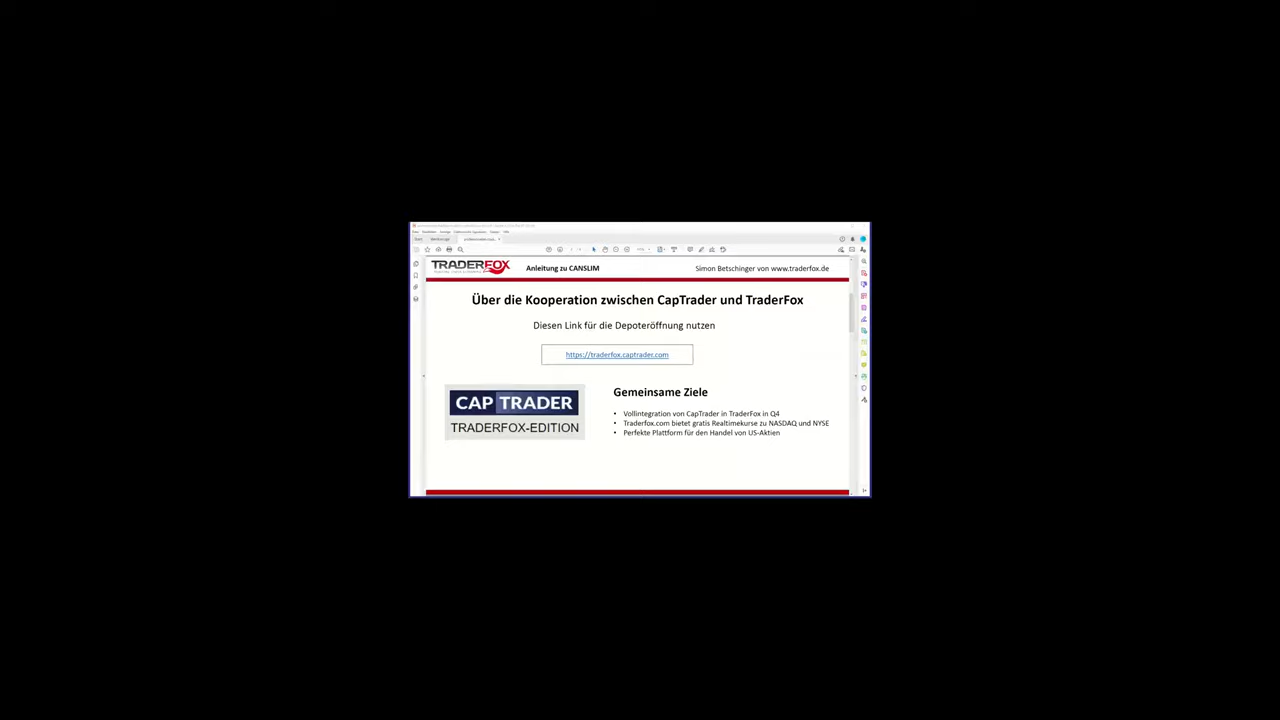 TRADERFOX
Anleitung zu CANSLIM
Simon Betschinger von www.traderfox.de
Über die Kooperation zwischen CapTrader und TraderFox
Diesen Link für die Depoteröffnung nutzen
https://traderfox.captrader.com
CAP TRADER
TRADERFOX-EDITION
Gemeinsame Ziele
• Vollintegration von CapTrader in TraderFox in Q4
• Traderfox.com bietet gratis Realtimekurse zu NASDAQ und NYSE
• Perfekte Plattform für den Handel von US-Aktien